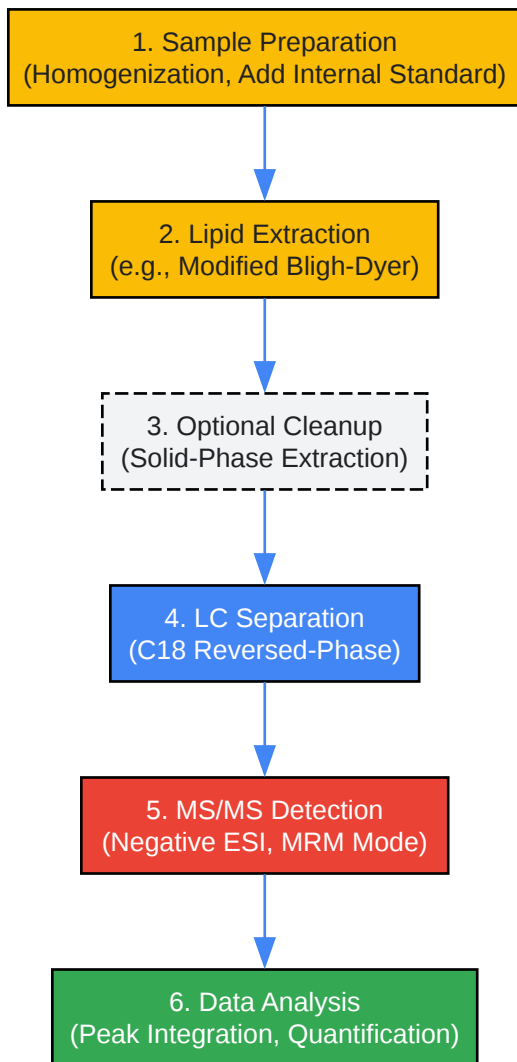 1. Sample Preparation
(Homogenization, Add Internal Standard)
2. Lipid Extraction
(e.g., Modified Bligh-Dyer)
3. Optional Cleanup
(Solid-Phase Extraction)
4. LC Separation
(C18 Reversed-Phase)
5. MS/MS Detection
(Negative ESI, MRM Mode)
6. Data Analysis
(Peak Integration, Quantification)